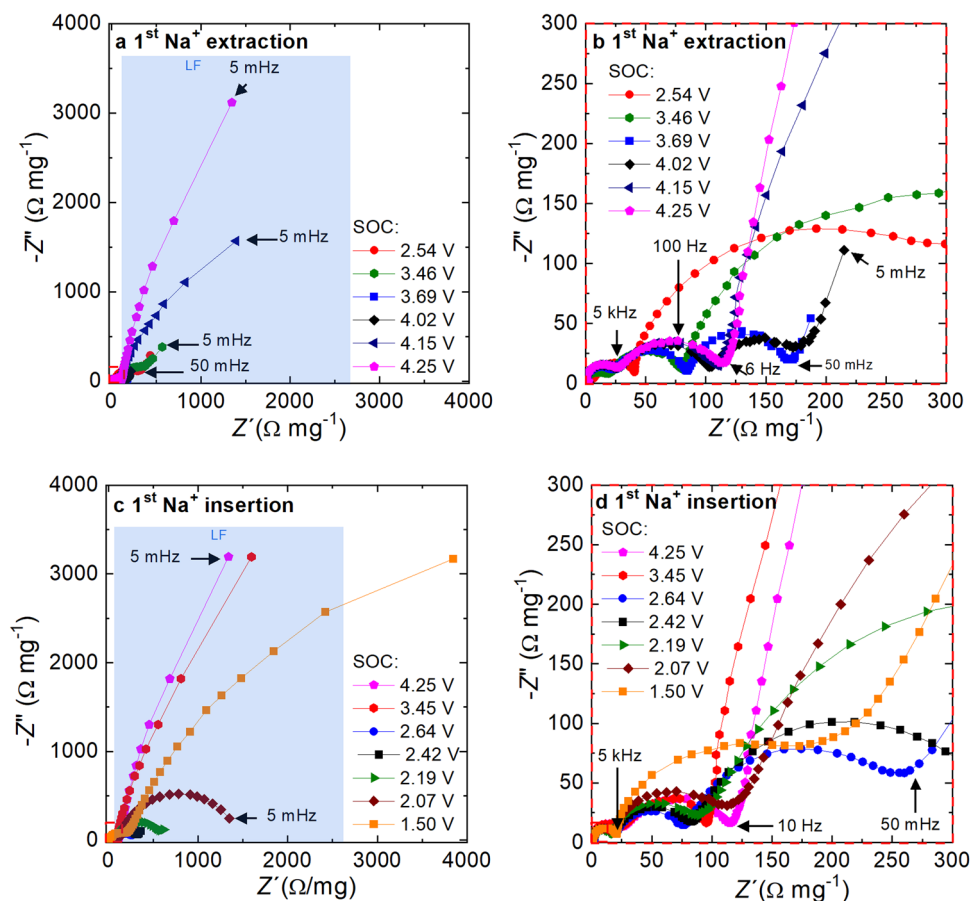 a 1st Na+ extraction
LF
5 mHz
5 mHz
5 mHz
50 mHz
SOC:
2.54 V
3.46 V
3.69 V
4.02 V
4.15 V
4.25 V
4000
3000
2000
1000
0
0 1000 2000 3000 4000
-Z″ (Ω mg-1)
Z′(Ω mg-1)
b 1st Na+ extraction
SOC:
2.54 V
3.46 V
3.69 V
4.02 V
4.15 V
4.25 V
100 Hz
5 kHz
5 mHz
6 Hz
50 mHz
300
250
200
150
100
50
0
0 50 100 150 200 250 300
-Z″ (Ω mg-1)
Z′(Ω mg-1)
c 1st Na+ insertion
LF
5 mHz
5 mHz
SOC:
4.25 V
3.45 V
2.64 V
2.42 V
2.19 V
2.07 V
1.50 V
4000
3000
2000
1000
0
0 1000 2000 3000 4000
-Z″ (Ω mg-1)
Z′(Ω/mg)
d 1st Na+ insertion
SOC:
4.25 V
3.45 V
2.64 V
2.42 V
2.19 V
2.07 V
1.50 V
5 kHz
10 Hz
50 mHz
300
250
200
150
100
50
0
0 50 100 150 200 250 300
-Z″ (Ω mg-1)
Z′(Ω mg-1)